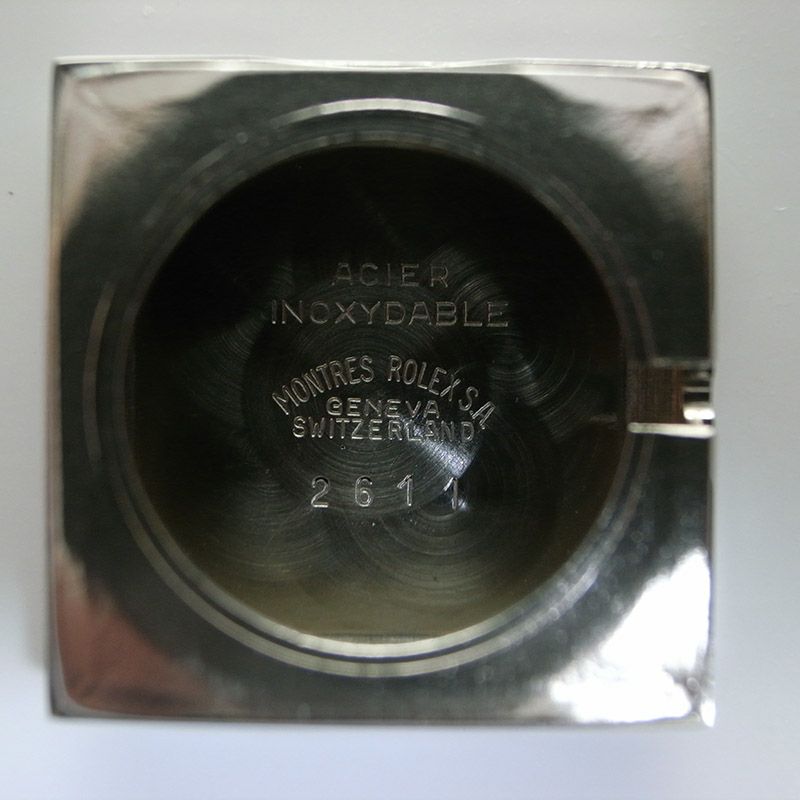 ACIER
INOXYDABLE
MONTRES ROLEX S.A.
GENEVA
SWITZERLAND
2611